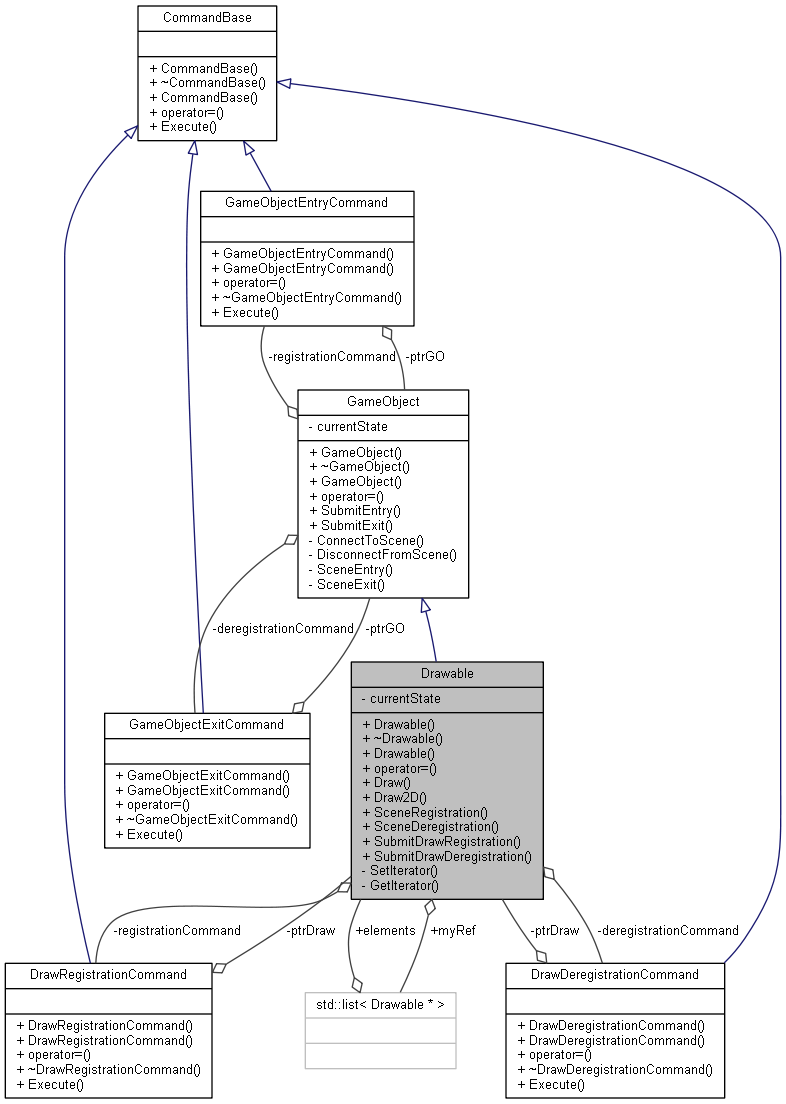 CommandBase
+ CommandBase()
+ ~CommandBase()
+ CommandBase()
+ operator=()
+ Execute()
GameObjectEntryCommand
+ GameObjectEntryCommand()
+ GameObjectEntryCommand()
+ operator=()
+ ~GameObjectEntryCommand()
+ Execute()
-registrationCommand
-ptrGO
GameObject
- currentState
+ GameObject()
+ ~GameObject()
+ GameObject()
+ operator=()
+ SubmitEntry()
+ SubmitExit()
- ConnectToScene()
- DisconnectFromScene()
- SceneEntry()
- SceneExit()
-deregistrationCommand
-ptrGO
GameObjectExitCommand
+ GameObjectExitCommand()
+ GameObjectExitCommand()
+ operator=()
+ ~GameObjectExitCommand()
+ Execute()
Drawable
- currentState
+ Drawable()
+ ~Drawable()
+ Drawable()
+ operator=()
+ Draw()
+ Draw2D()
+ SceneRegistration()
+ SceneDeregistration()
+ SubmitDrawRegistration()
+ SubmitDrawDeregistration()
- SetIterator()
- GetIterator()
-registrationCommand
-ptrDraw
+elements
+myRef
-ptrDraw
-deregistrationCommand
DrawRegistrationCommand
+ DrawRegistrationCommand()
+ DrawRegistrationCommand()
+ operator=()
+ ~DrawRegistrationCommand()
+ Execute()
std::list< Drawable * >
DrawDeregistrationCommand
+ DrawDeregistrationCommand()
+ DrawDeregistrationCommand()
+ operator=()
+ ~DrawDeregistrationCommand()
+ Execute()